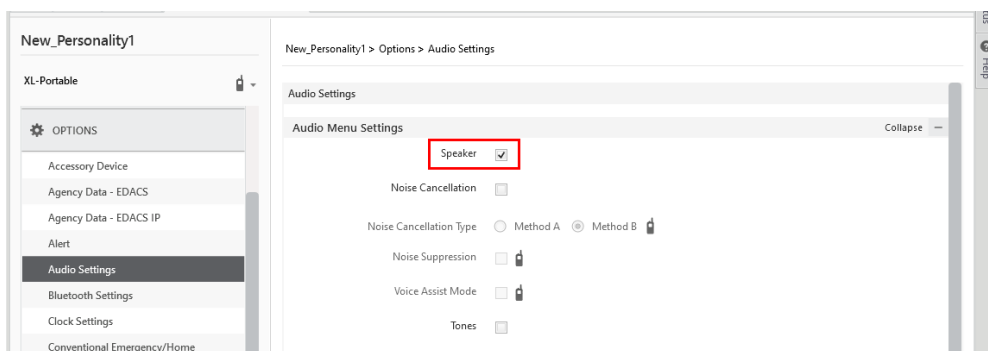 New_Personality1
XL-Portable
OPTIONS
Accessory Device
Agency Data - EDACS
Agency Data - EDACS IP
Alert
Audio Settings
Bluetooth Settings
Clock Settings
Conventional Emergency/Home
New_Personality1 > Options > Audio Settings
Audio Settings
Audio Menu Settings Collapse
Speaker
Noise Cancellation
Noise Cancellation Type Method A Method B
Noise Suppression
Voice Assist Mode
Tones
Help